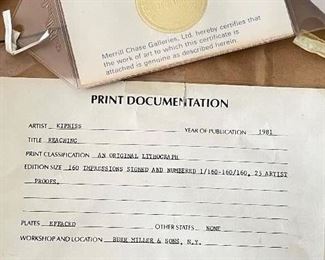 Merrill Chase Galleries, Ltd. hereby certifies that
the work of art to which this certificate is
attached is genuine as described herein.
PRINT DOCUMENTATION
ARTIST KIPNISS YEAR OF PUBLICATION 1981
TITLE REACHING
PRINT CLASSIFICATION AN ORIGINAL LITHOGRAPH
EDITION SIZE 160 IMPRESSIONS SIGNED AND NUMBERED 1/160-160/160, 25 ARTIST
PROOFS.
PLATES EFFACED OTHER STATES NONE
WORKSHOP AND LOCATION BURR MILLER & SONS, N.Y.